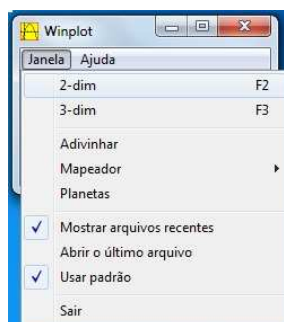 Winplot
Janela Ajuda
2-dim F2
3-dim F3
Adivinhar
Mapeador
Planetas
Mostrar arquivos recentes
Abrir o último arquivo
Usar padrão
Sair